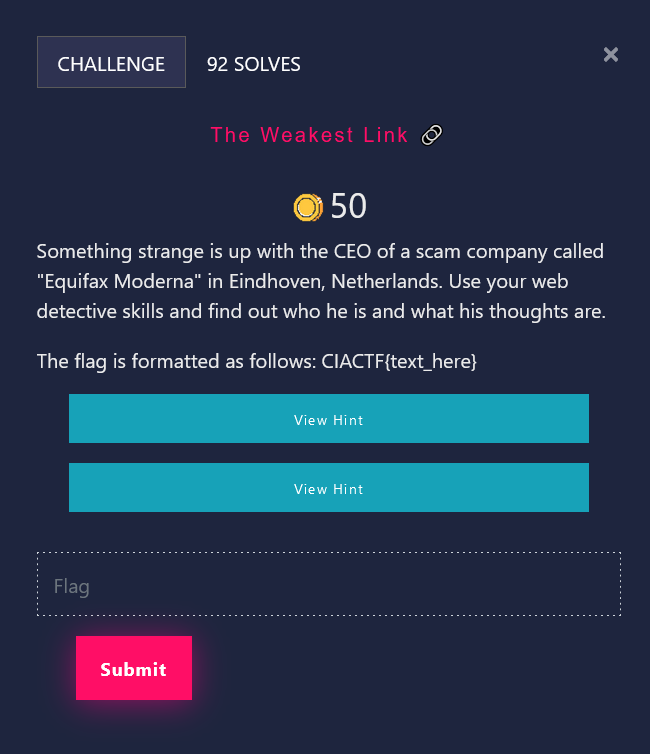 CHALLENGE 92 SOLVES
×
The Weakest Link
50
Something strange is up with the CEO of a scam company called
"Equifax Moderna" in Eindhoven, Netherlands. Use your web
detective skills and find out who he is and what his thoughts are.
The flag is formatted as follows: CIACTF{text_here}
View Hint
View Hint
Flag
Submit